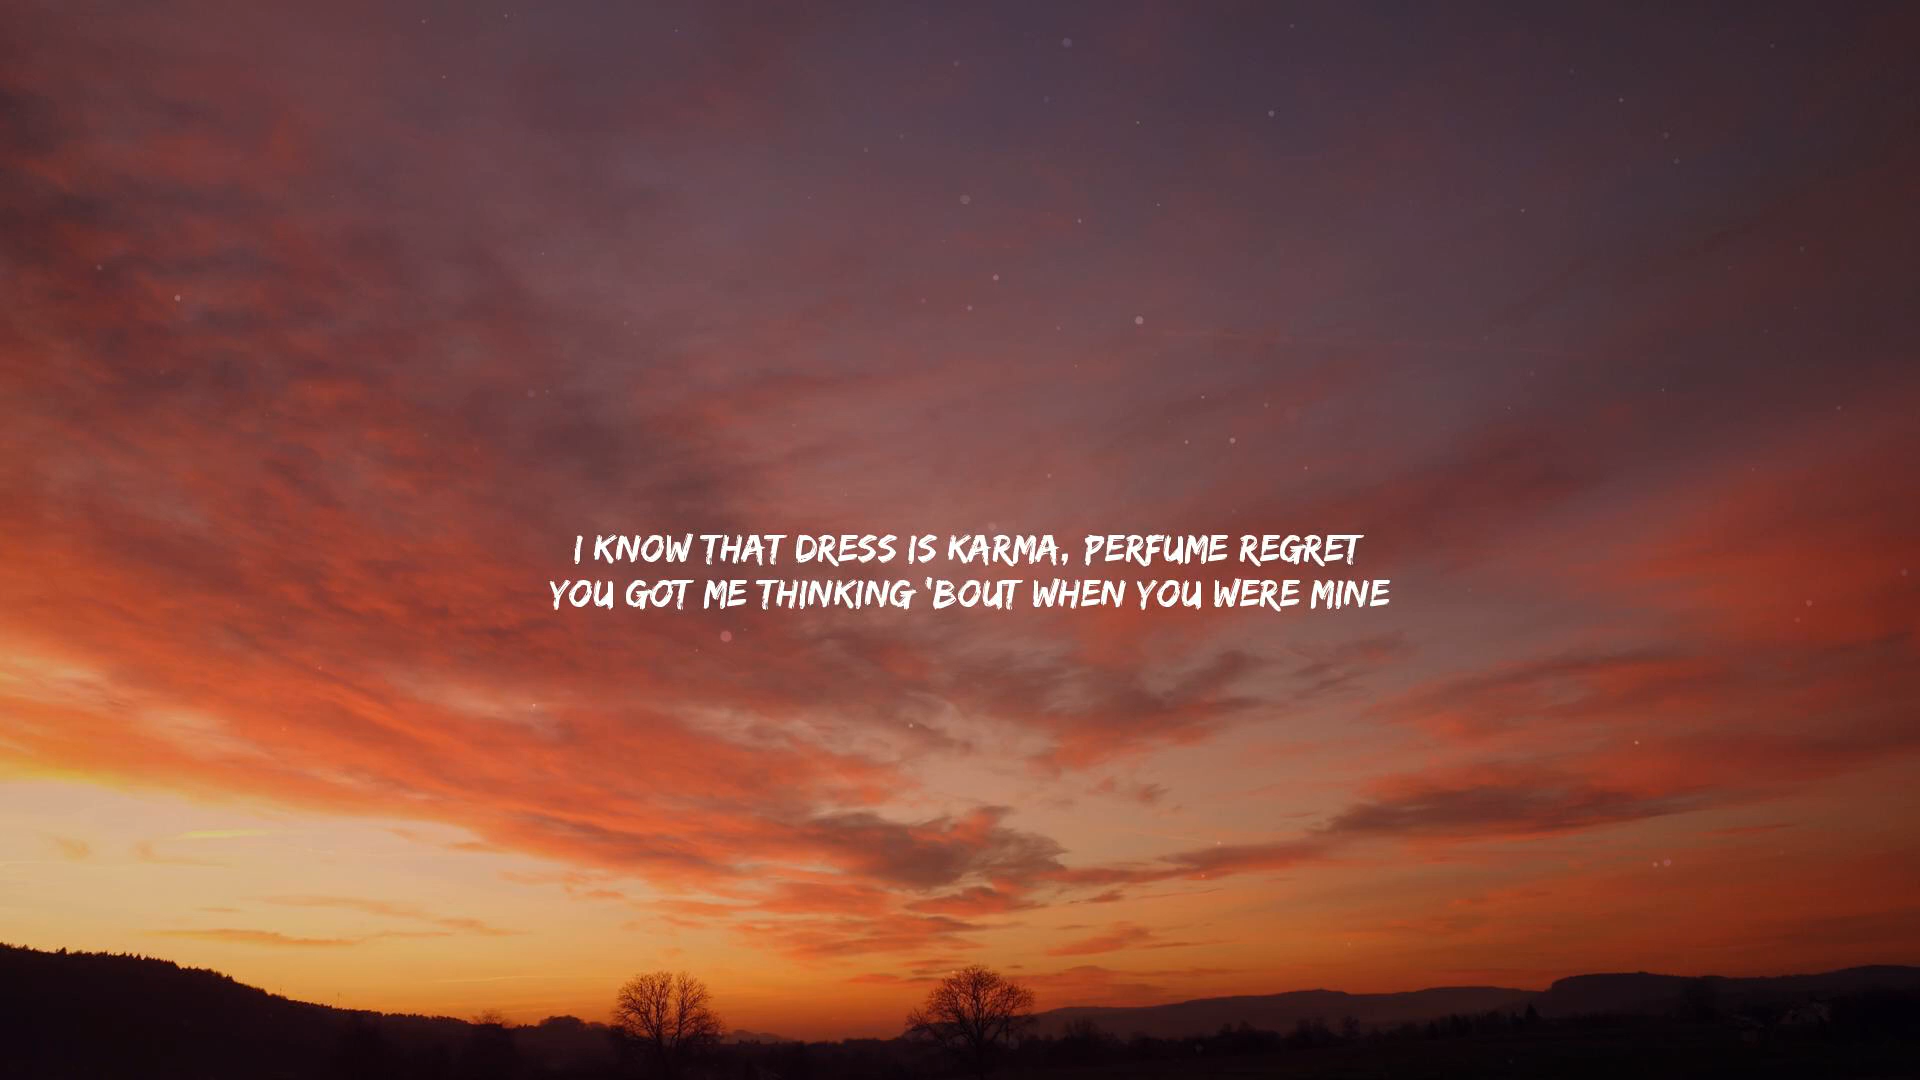 I KNOW THAT DRESS IS KARMA, PERFUME REGRET
YOU GOT ME THINKING 'BOUT WHEN YOU WERE MINE